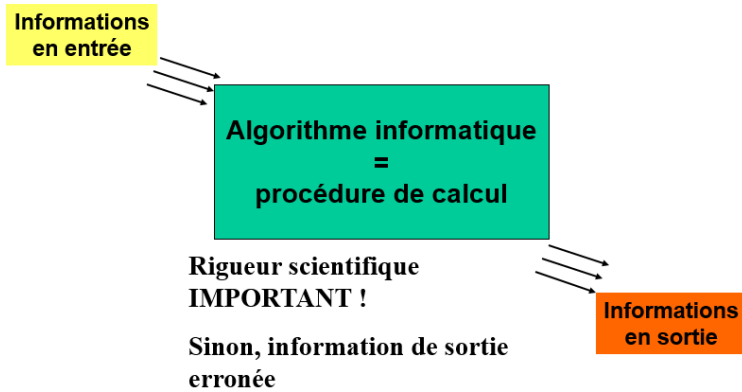 Informations
en entrée
Algorithme informatique
=
procédure de calcul
Rigueur scientifique
IMPORTANT !
Sinon, information de sortie
erronée
Informations
en sortie